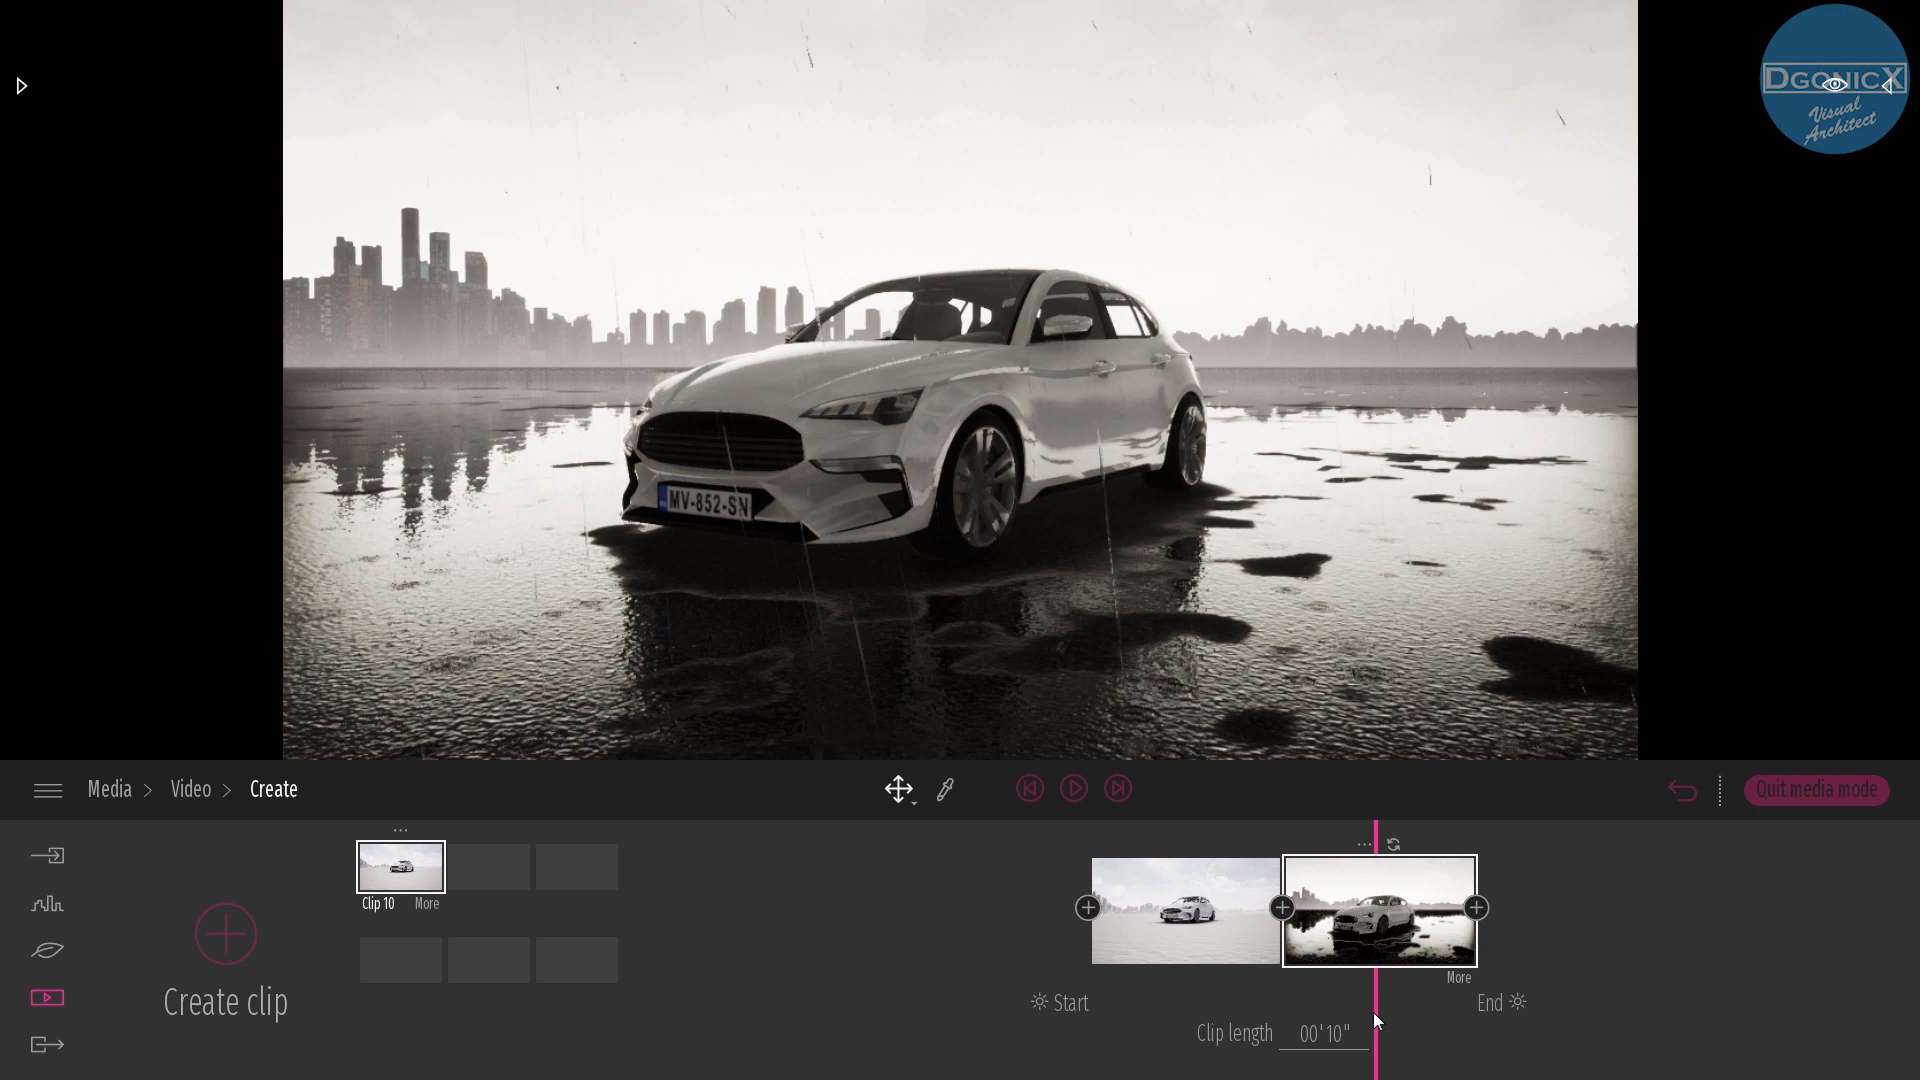 DGONICX
Visual
Architect
MV-852-SN
Media > Video > Create
Quit media mode
Clip 10 More
Create clip
More
Start
End
Clip length 00'10"